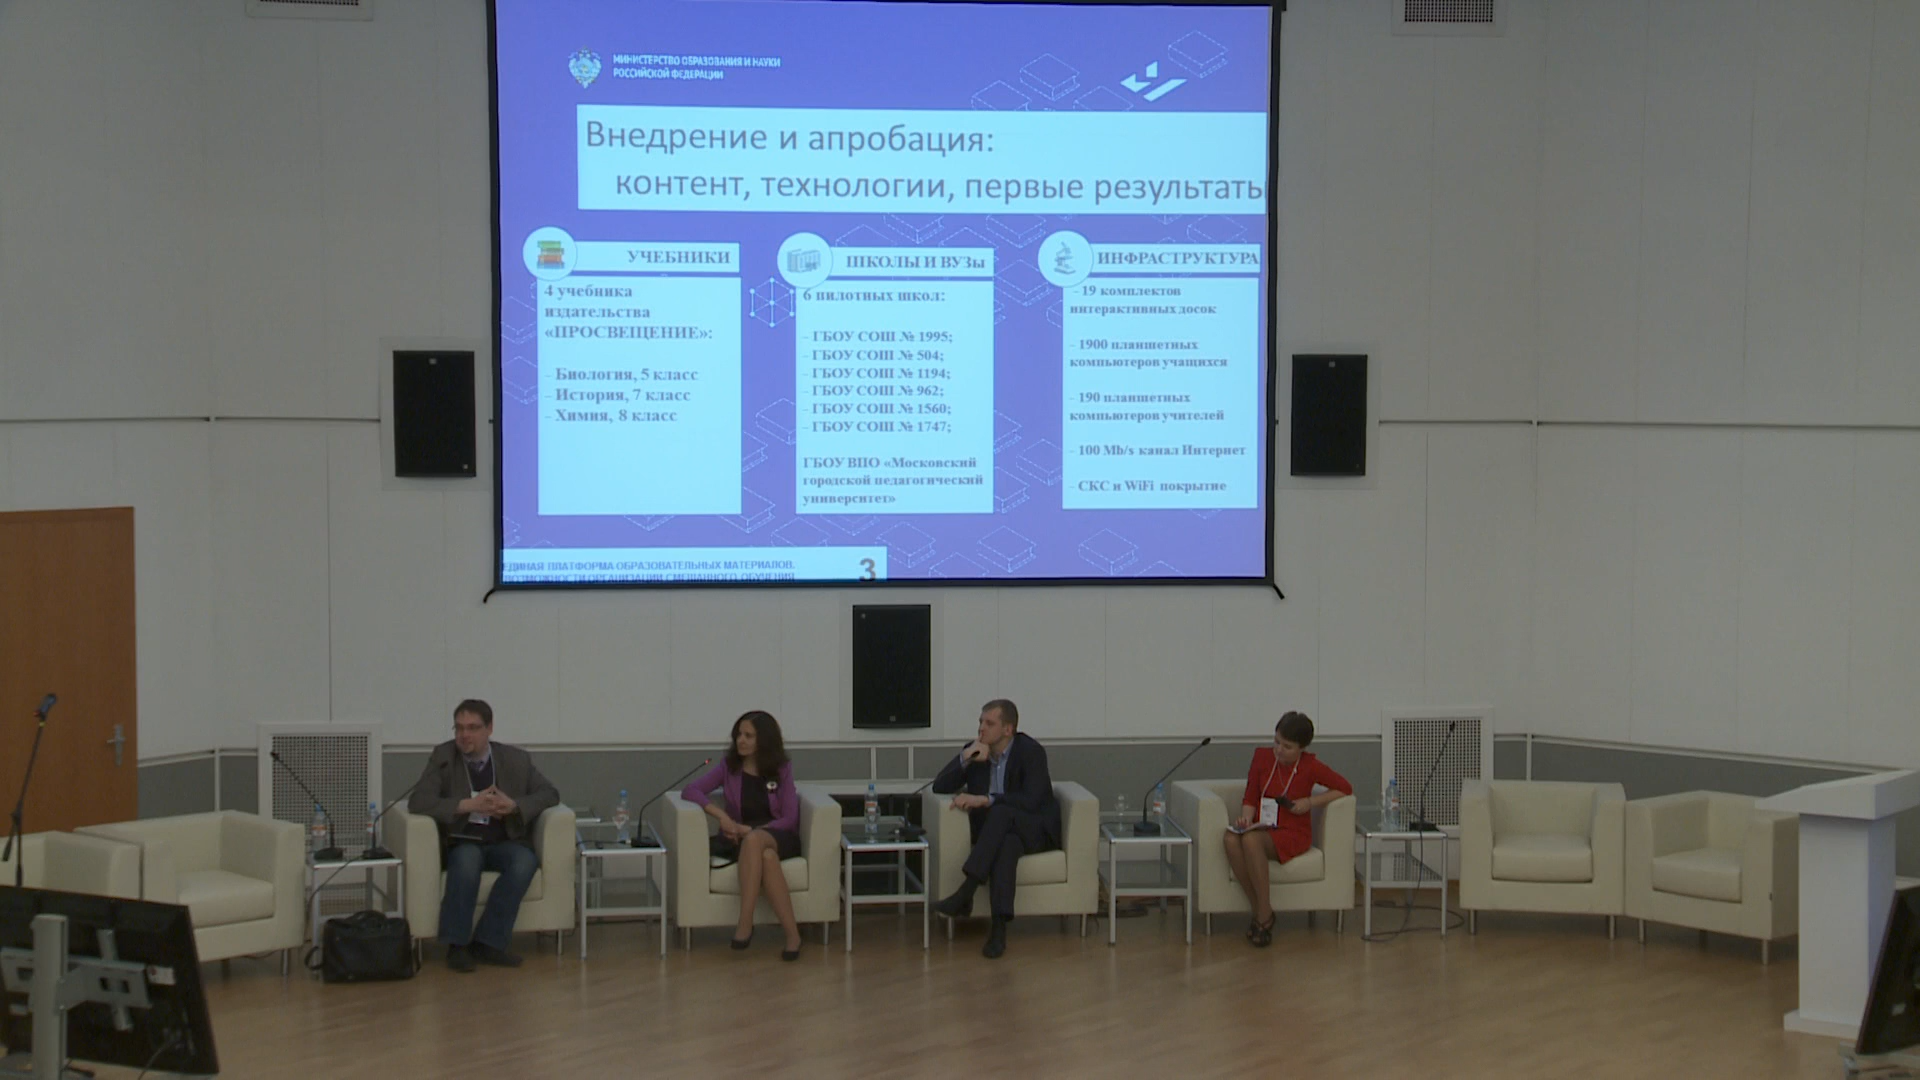 МИНИСТЕРСТВО ОБРАЗОВАНИЯ И НАУКИ
РОССИЙСКОЙ ФЕДЕРАЦИИ
Внедрение и апробация:
контент, технологии, первые результаты
УЧЕБНИКИ
4 учебника
издательства
«ПРОСВЕЩЕНИЕ»:
- Биология, 5 класс
- История, 7 класс
- Химия, 8 класс
ШКОЛЫ И ВУЗы
6 пилотных школ:
- ГБОУ СОШ № 1995;
- ГБОУ СОШ № 504;
- ГБОУ СОШ № 1194;
- ГБОУ СОШ № 962;
- ГБОУ СОШ № 1560;
- ГБОУ СОШ № 1747;
ГБОУ ВПО «Московский
городской педагогический
университет»
ИНФРАСТРУКТУРА
- 19 комплектов
интерактивных досок
- 1900 планшетных
компьютеров учащихся
- 190 планшетных
компьютеров учителей
- 100 Mb/s канал Интернет
- СКС и WiFi покрытие
ЕДИНАЯ ПЛАТФОРМА ОБРАЗОВАТЕЛЬНЫХ МАТЕРИАЛОВ.
ВОЗМОЖНОСТИ ОРГАНИЗАЦИИ СМЕШАННОГО ОБУЧЕНИЯ
3